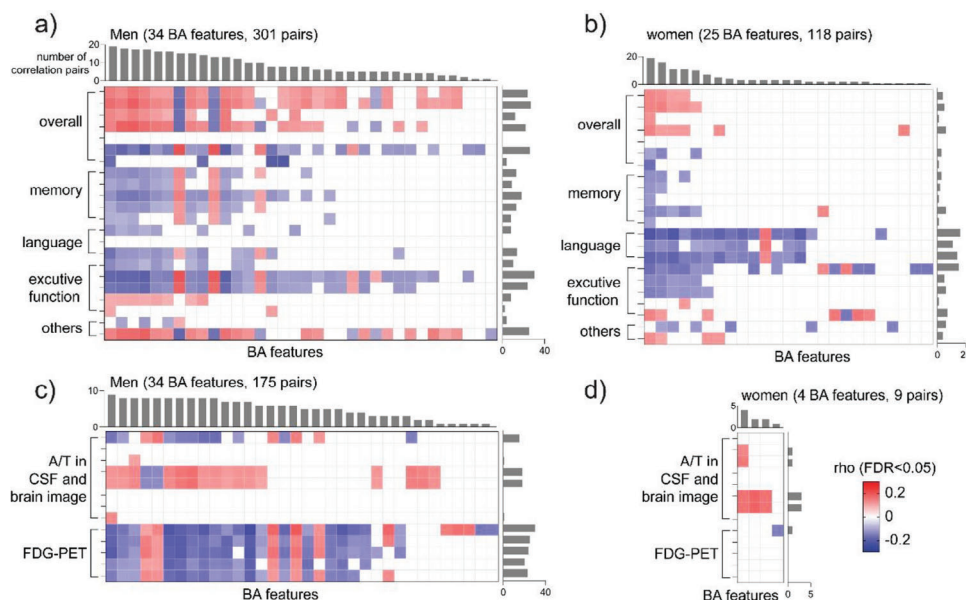 a)
Men (34 BA features, 301 pairs)
number of
correlation pairs
20
10
0
overall
memory
language
excutive
function
others
BA features
0
40
b)
women (25 BA features, 118 pairs)
20
0
overall
memory
language
excutive
function
others
BA features
0
2
c)
Men (34 BA features, 175 pairs)
10
0
A/T in
CSF and
brain image
FDG-PET
BA features
0
20
40
d)
women (4 BA features, 9 pairs)
5
0
A/T in
CSF and
brain image
FDG-PET
BA features
0
5
rho (FDR<0.05)
0.2
0
-0.2